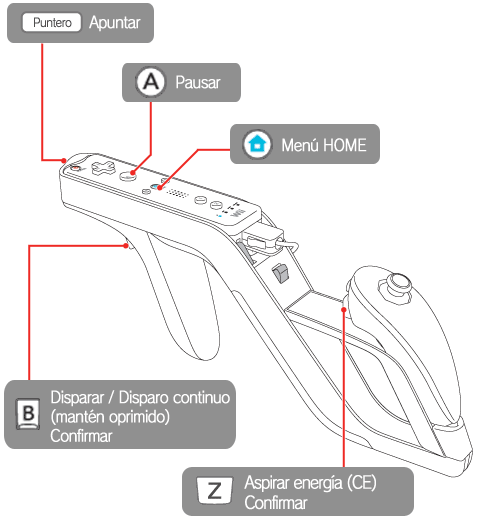 Puntero Apuntar
A Pausar
Menú HOME
B Disparar / Disparo continuo
(mantén oprimido)
Confirmar
Z Aspirar energía (CE)
Confirmar